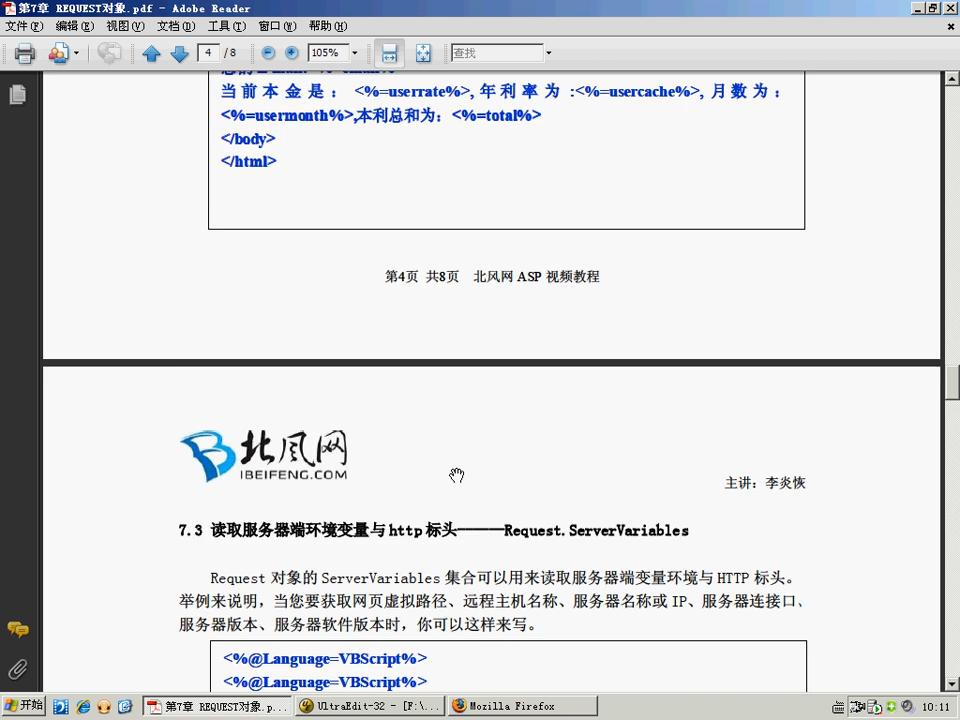 第7章 REQUEST对象.pdf - Adobe Reader
文件(F) 编辑(E) 视图(V) 文档(D) 工具(T) 窗口(W) 帮助(H)
4 / 8 105% 查找
当前本金是：<%=userrate%>,年利率为:<%=usercache%>,月数为：
<%=usermonth%>,本利总和为：<%=total%>
</body>
</html>
第4页 共8页 北风网 ASP 视频教程
北风网
IBEIFENG.COM
主讲：李炎恢
7.3 读取服务器端环境变量与http标头———Request.ServerVariables
Request 对象的 ServerVariables 集合可以用来读取服务器端变量环境与 HTTP 标头。
举例来说明，当您要获取网页虚拟路径、远程主机名称、服务器名称或 IP、服务器连接口、
服务器版本、服务器软件版本时，你可以这样来写。
<%@Language=VBScript%>
<%@Language=VBScript%>
开始 第7章 REQUEST对象.p... UltraEdit-32 - [F:\... Mozilla Firefox 10:11